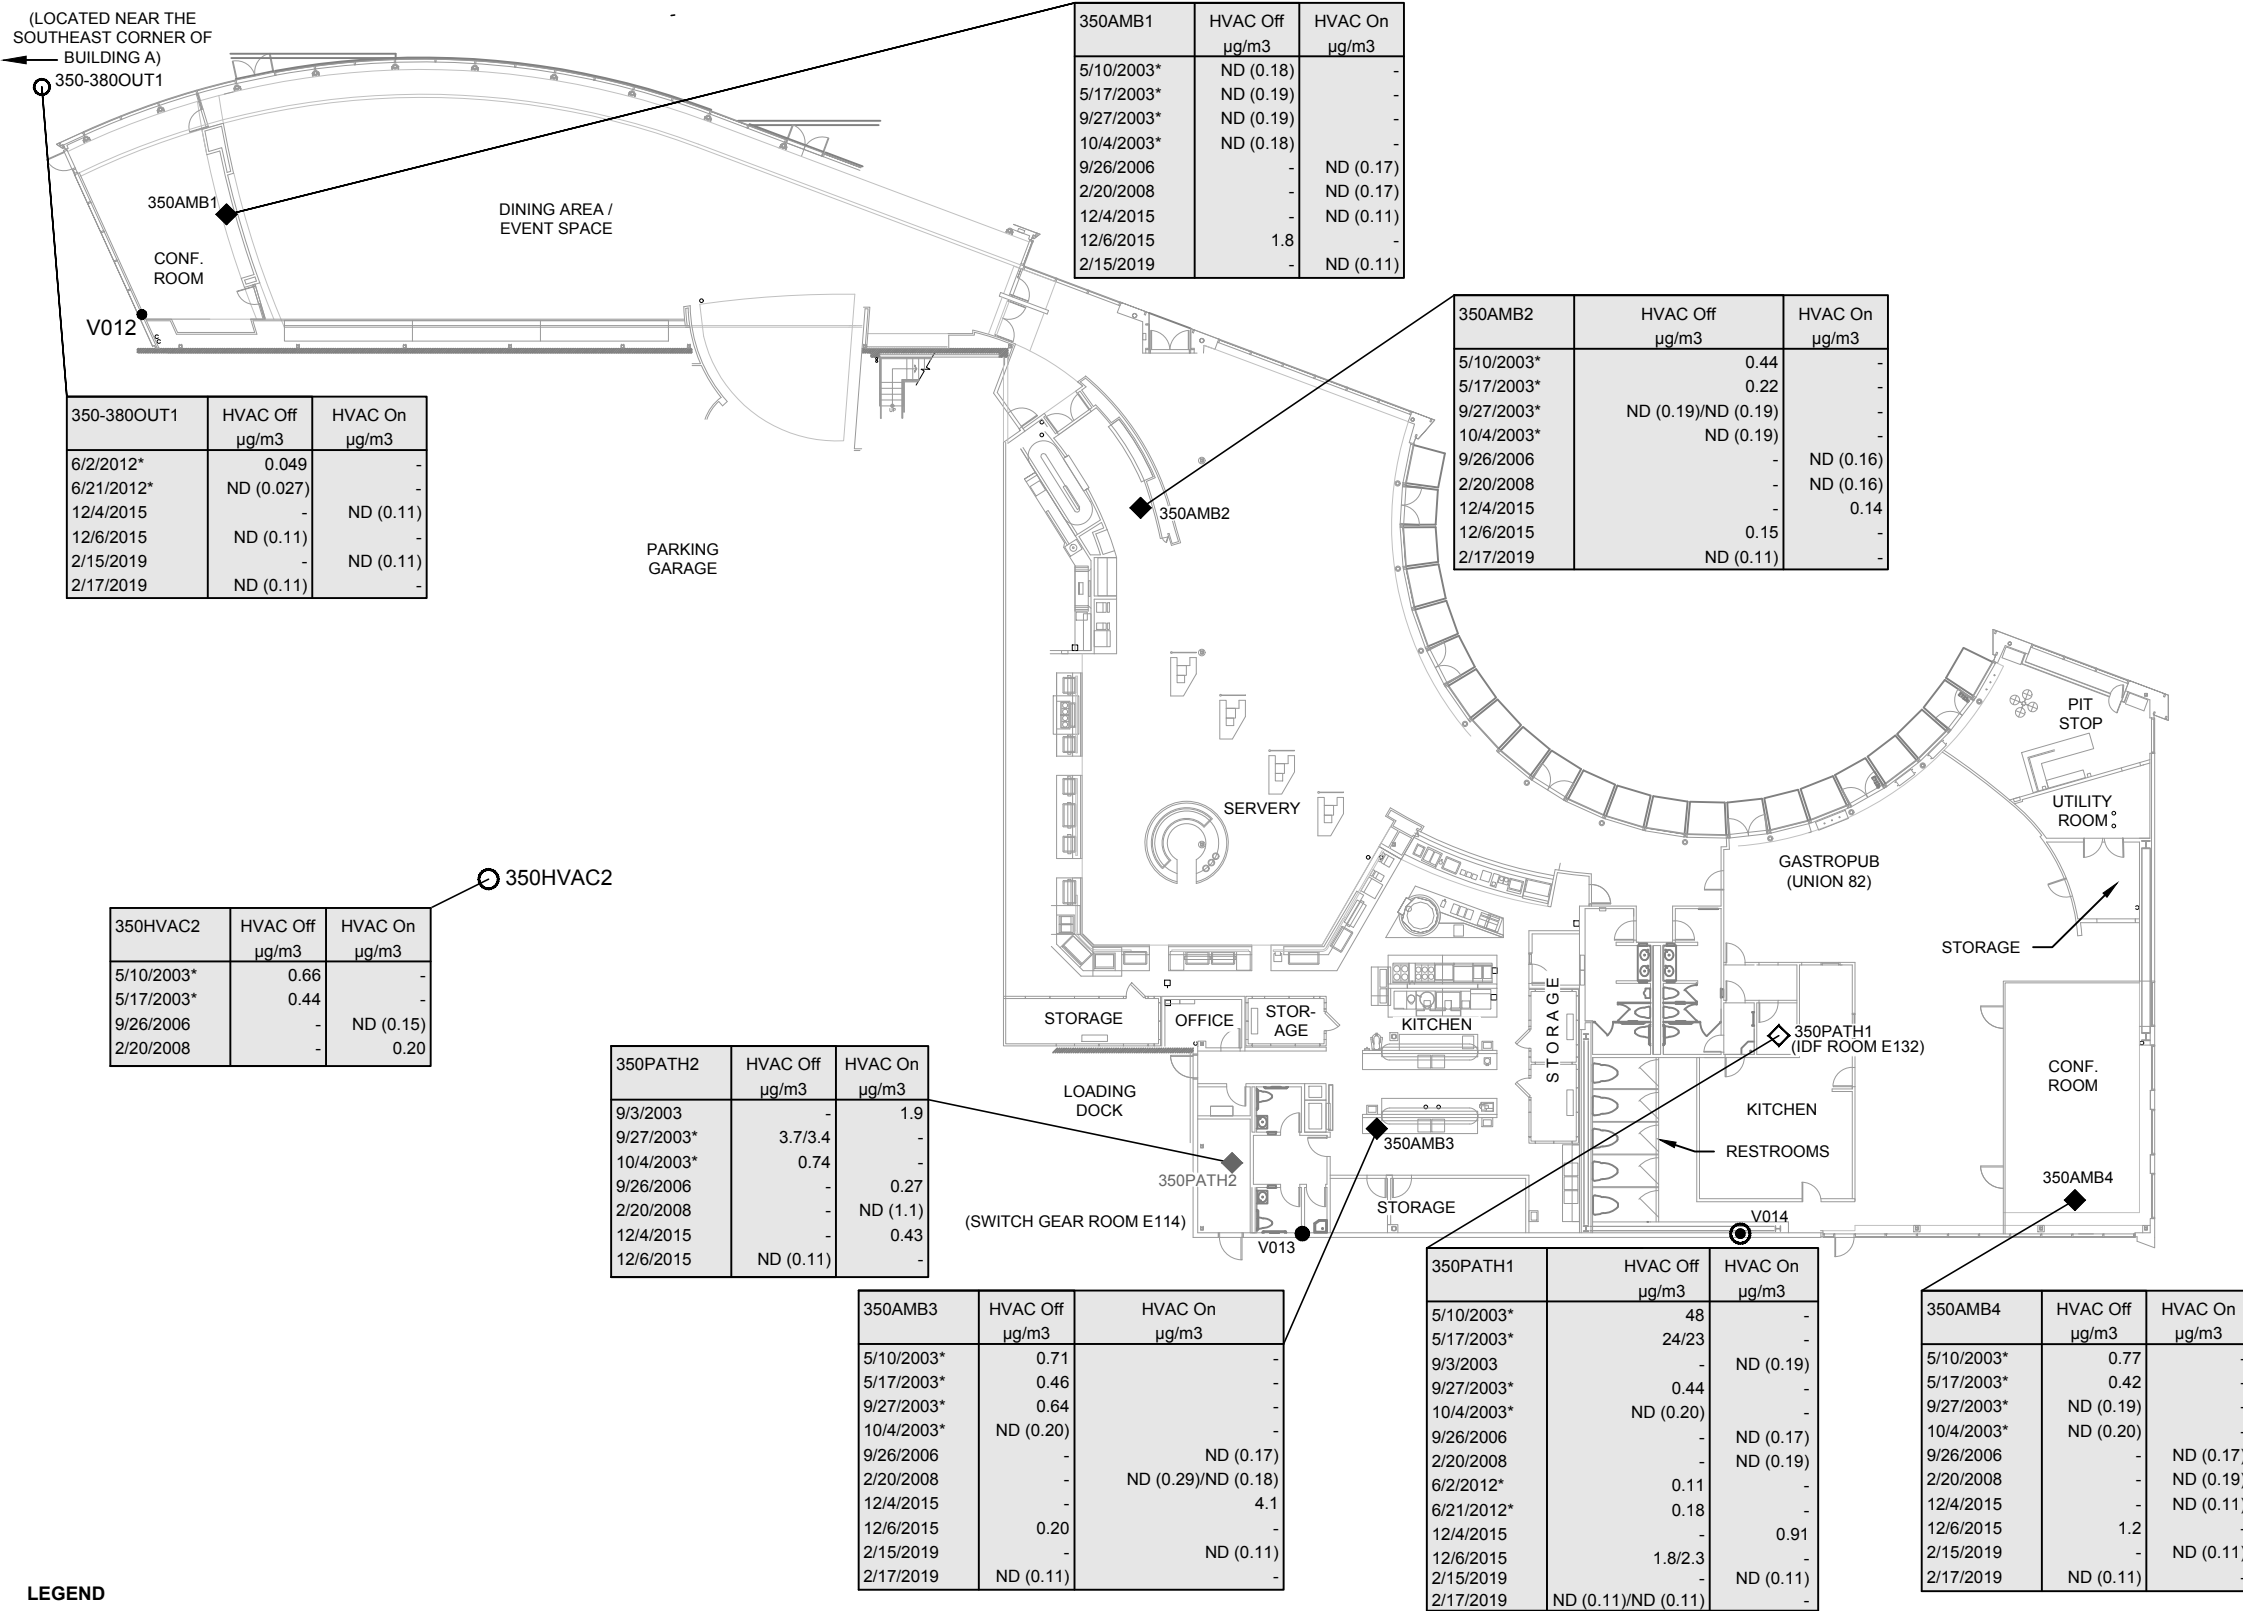 (LOCATED NEAR THE
SOUTHEAST CORNER OF
BUILDING A)
350-380OUT1
350AMB1 HVAC Off HVAC On
µg/m3 µg/m3
5/10/2003* ND (0.18) -
5/17/2003* ND (0.19) -
9/27/2003* ND (0.19) -
10/4/2003* ND (0.18) -
9/26/2006 - ND (0.17)
2/20/2008 - ND (0.17)
12/4/2015 - ND (0.11)
12/6/2015 1.8 -
2/15/2019 - ND (0.11)
350AMB1
DINING AREA /
EVENT SPACE
CONF.
ROOM
V012
350AMB2 HVAC Off HVAC On
µg/m3 µg/m3
5/10/2003* 0.44 -
5/17/2003* 0.22 -
9/27/2003* ND (0.19)/ND (0.19) -
10/4/2003* ND (0.19) -
9/26/2006 - ND (0.16)
2/20/2008 - ND (0.16)
12/4/2015 - 0.14
12/6/2015 0.15 -
2/17/2019 ND (0.11) -
350-380OUT1 HVAC Off HVAC On
µg/m3 µg/m3
6/2/2012* 0.049 -
6/21/2012* ND (0.027) -
12/4/2015 - ND (0.11)
12/6/2015 ND (0.11) -
2/15/2019 - ND (0.11)
2/17/2019 ND (0.11) -
350AMB2
PARKING
GARAGE
PIT
STOP
SERVERY
UTILITY
ROOM
GASTROPUB
(UNION 82)
350HVAC2
350HVAC2 HVAC Off HVAC On
µg/m3 µg/m3
5/10/2003* 0.66 -
5/17/2003* 0.44 -
9/26/2006 - ND (0.15)
2/20/2008 - 0.20
STORAGE
STORAGE
STORAGE
OFFICE
STOR-
AGE
KITCHEN
350PATH1
(IDF ROOM E132)
CONF.
ROOM
350PATH2 HVAC Off HVAC On
µg/m3 µg/m3
9/3/2003 - 1.9
9/27/2003* 3.7/3.4 -
10/4/2003* 0.74 -
9/26/2006 - 0.27
2/20/2008 - ND (1.1)
12/4/2015 - 0.43
12/6/2015 ND (0.11) -
LOADING
DOCK
KITCHEN
350AMB3
RESTROOMS
350PATH2
350AMB4
STORAGE
(SWITCH GEAR ROOM E114)
V013
V014
350AMB3 HVAC Off HVAC On
µg/m3 µg/m3
5/10/2003* 0.71 -
5/17/2003* 0.46 -
9/27/2003* 0.64 -
10/4/2003* ND (0.20) -
9/26/2006 - ND (0.17)
2/20/2008 - ND (0.29)/ND (0.18)
12/4/2015 - 4.1
12/6/2015 0.20 -
2/15/2019 - ND (0.11)
2/17/2019 ND (0.11) -
350PATH1 HVAC Off HVAC On
µg/m3 µg/m3
5/10/2003* 48 -
5/17/2003* 24/23 -
9/3/2003 - ND (0.19)
9/27/2003* 0.44 -
10/4/2003* ND (0.20) -
9/26/2006 - ND (0.17)
2/20/2008 - ND (0.19)
6/2/2012* 0.11 -
6/21/2012* 0.18 -
12/4/2015 - 0.91
12/6/2015 1.8/2.3 -
2/15/2019 - ND (0.11)
2/17/2019 ND (0.11)/ND (0.11) -
350AMB4 HVAC Off HVAC On
µg/m3 µg/m3
5/10/2003* 0.77 -
5/17/2003* 0.42 -
9/27/2003* ND (0.19) -
10/4/2003* ND (0.20) -
9/26/2006 - ND (0.17)
2/20/2008 - ND (0.19)
12/4/2015 - ND (0.11)
12/6/2015 1.2 -
2/15/2019 - ND (0.11)
2/17/2019 ND (0.11) -
LEGEND